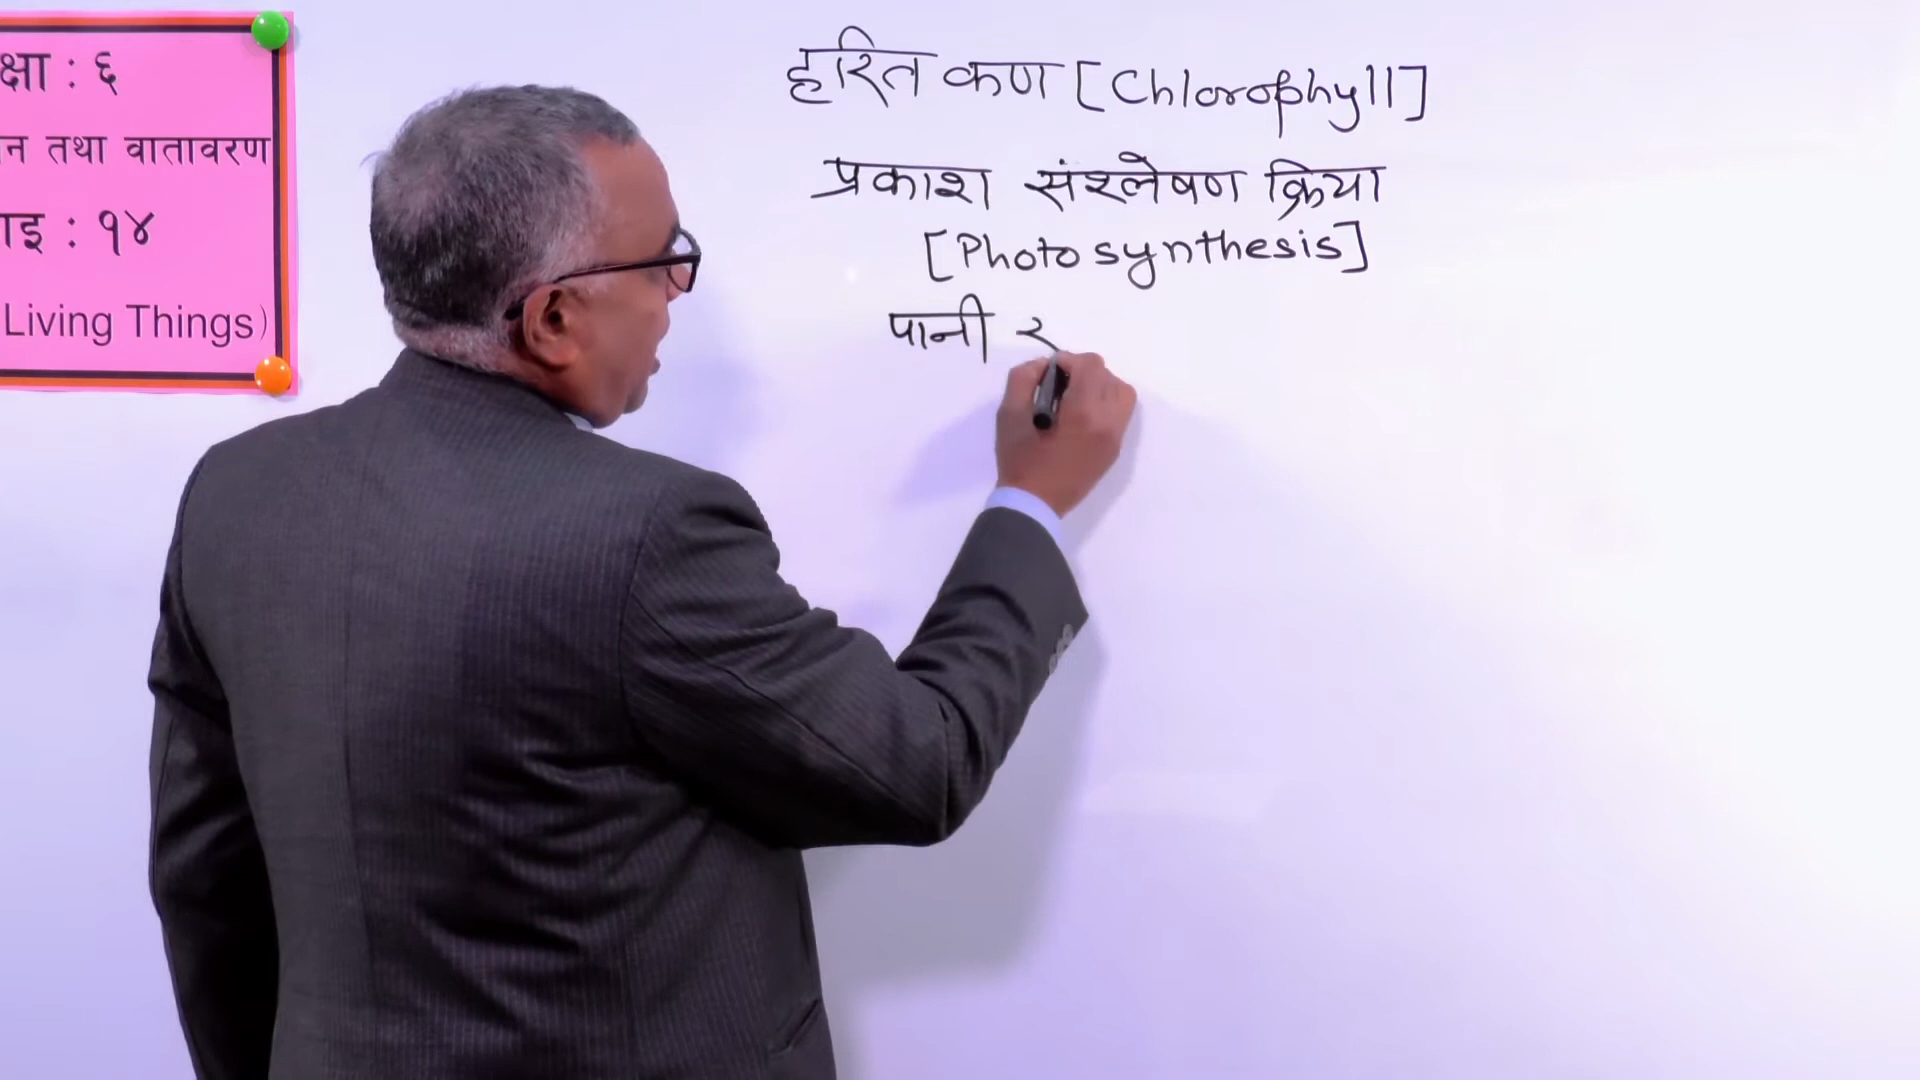 क्षा : ६
न तथा वातावरण
इ : १४
Living Things)
हरित कण [Chlorophyll]
प्रकाश संश्लेषण क्रिया
[Photosynthesis]
पानी र